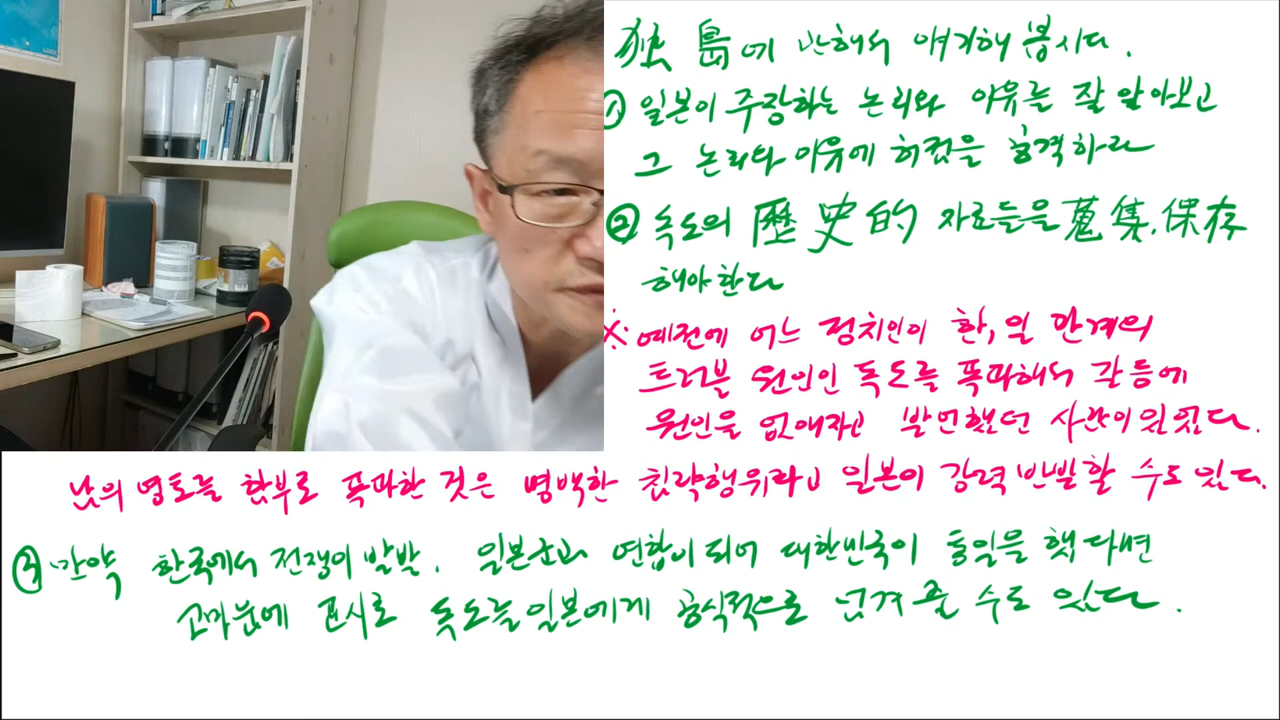 独島에 관해서 얘기해 봅시다.
① 일본이 주장하는 논리와 이유를 잘 알아보고
그 논리와 이유에 허점을 공격하라
② 독도의 歷史的 자료들을 蒐集, 保存
해야 한다
※ 예전에 어느 정치인이 한, 일 관계의
트러블 원인인 독도를 폭파해서 갈등에
원인을 없애자고 발언했던 사람이 있었다.
남의 영토를 함부로 폭파한 것은 명백한 침략행위라고 일본이 강력 반발할 수도 있다.
③ 만약 한국에서 전쟁이 발발. 일본군과 연합이 되어 대한민국이 통일을 했다면
고마움에 표시로 독도를 일본에게 공식적으로 넘겨줄 수도 있다.